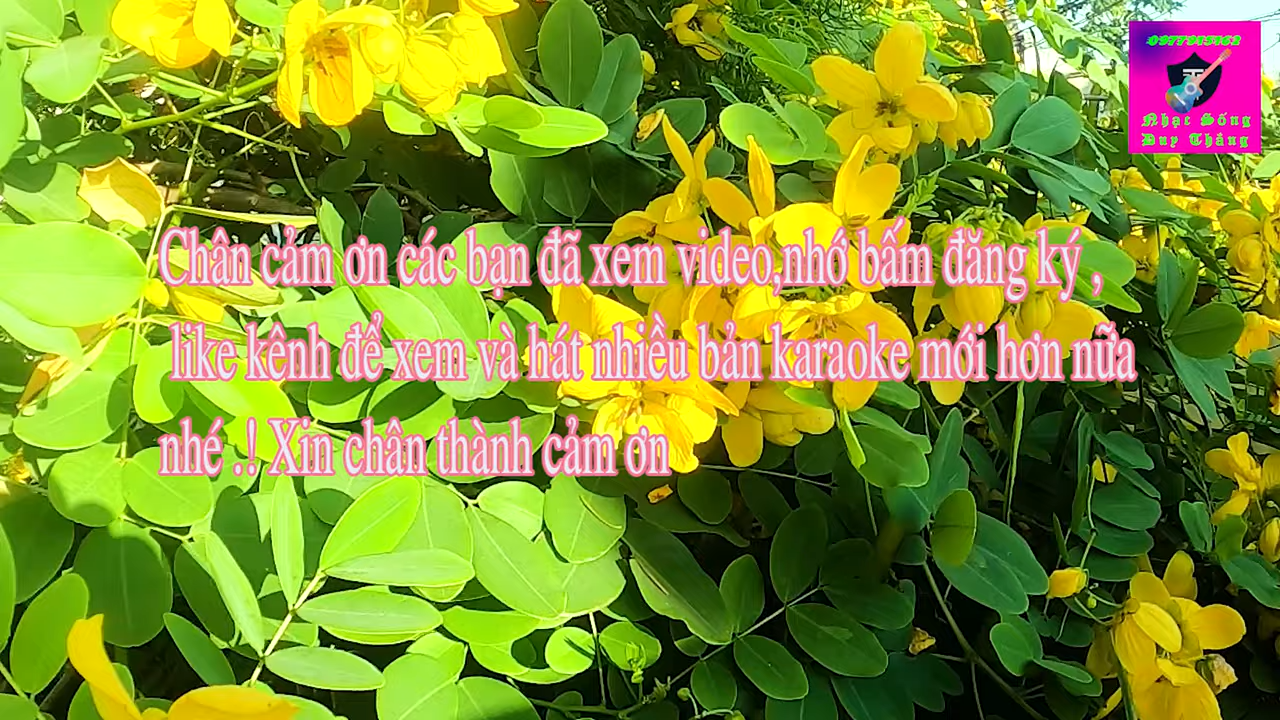 Nhạc Sống
Duy Thắng
Chân cảm ơn các bạn đã xem video,nhớ bấm đăng ký ,
like kênh để xem và hát nhiều bản karaoke mới hơn nữa
nhé .! Xin chân thành cảm ơn